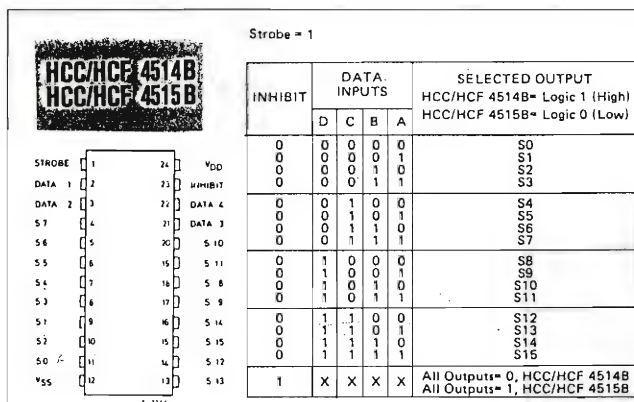 HCC/HCF 4514B
HCC/HCF 4515B
STROBE 1 24 VDD
DATA 1 2 23 INHIBIT
DATA 2 3 22 DATA 4
S7 4 21 DATA 3
S6 5 20 S 10
S5 6 19 S 11
S4 7 18 S 8
S3 8 17 S 9
S1 9 16 S 14
S2 10 15 S 15
S0 11 14 S 12
VSS 12 13 S 13
Strobe = 1
INHIBIT DATA INPUTS SELECTED OUTPUT
HCC/HCF 4514B= Logic 1 (High)
HCC/HCF 4515B= Logic 0 (Low)
D C B A
0 0 0 0 0 S0
0 0 0 0 1 S1
0 0 0 1 0 S2
0 0 0 1 1 S3
0 0 1 0 0 S4
0 0 1 0 1 S5
0 0 1 1 0 S6
0 0 1 1 1 S7
0 1 0 0 0 S8
0 1 0 0 1 S9
0 1 0 1 0 S10
0 1 0 1 1 S11
0 1 1 0 0 S12
0 1 1 0 1 S13
0 1 1 1 0 S14
0 1 1 1 1 S15
1 X X X X All Outputs= 0, HCC/HCF 4514B
All Outputs= 1, HCC/HCF 4515B